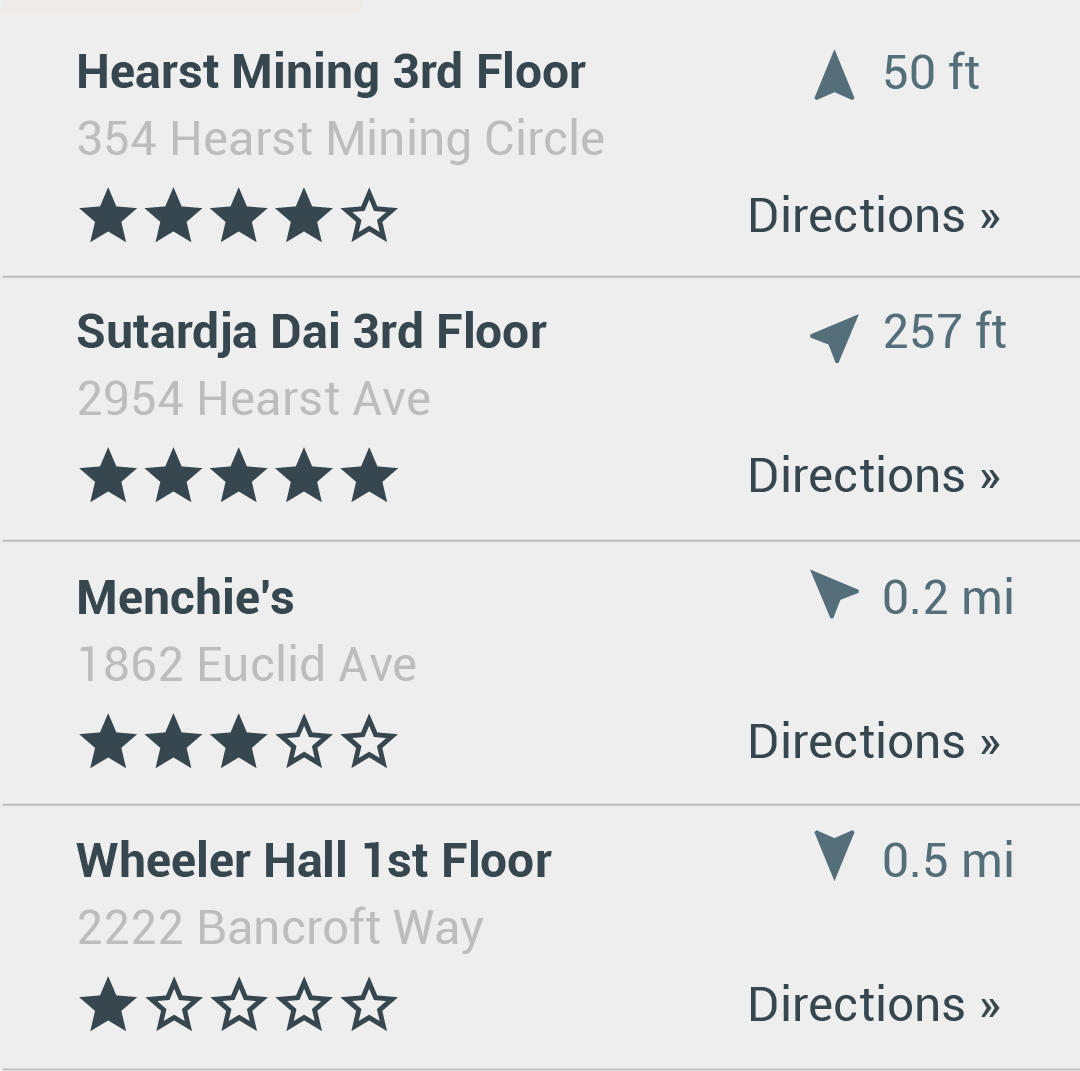 Hearst Mining 3rd Floor
50 ft
354 Hearst Mining Circle
Directions »
Sutardja Dai 3rd Floor
257 ft
2954 Hearst Ave
Directions »
Menchie's
0.2 mi
1862 Euclid Ave
Directions »
Wheeler Hall 1st Floor
0.5 mi
2222 Bancroft Way
Directions »